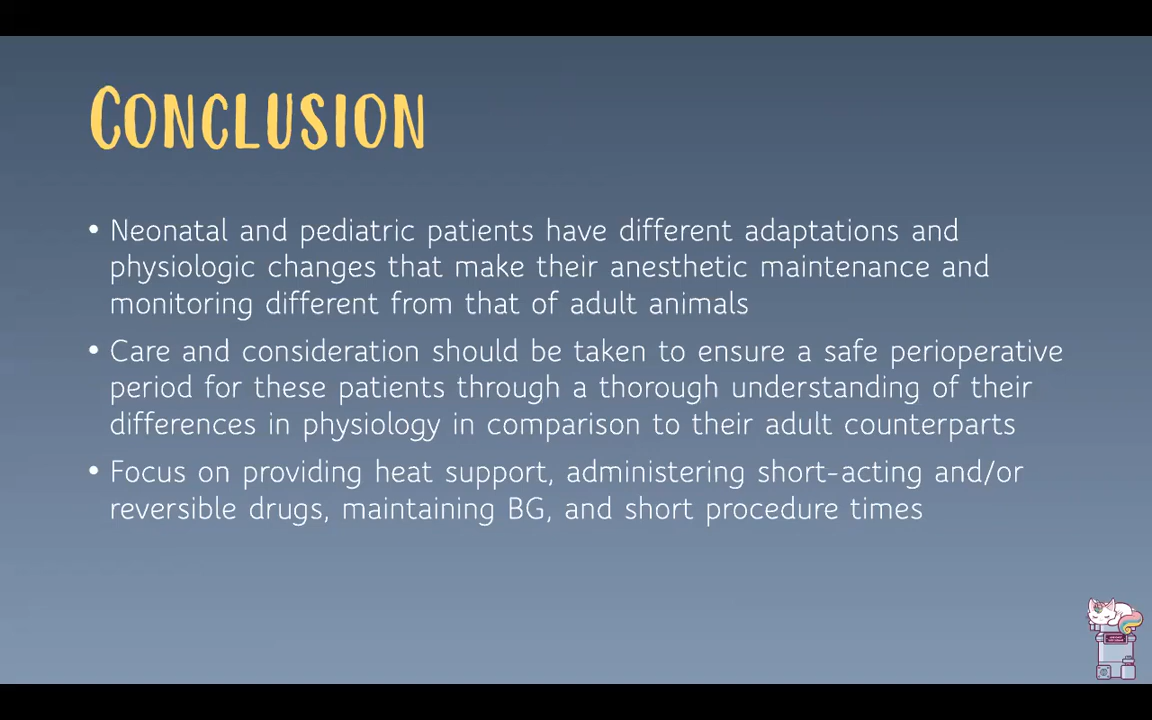 Conclusion
• Neonatal and pediatric patients have different adaptations and
physiologic changes that make their anesthetic maintenance and
monitoring different from that of adult animals
• Care and consideration should be taken to ensure a safe perioperative
period for these patients through a thorough understanding of their
differences in physiology in comparison to their adult counterparts
• Focus on providing heat support, administering short-acting and/or
reversible drugs, maintaining BG, and short procedure times